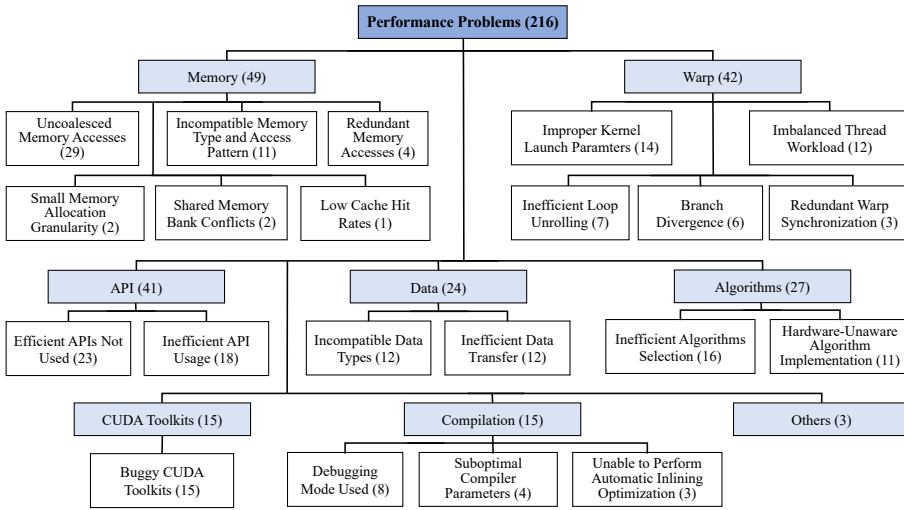 Performance Problems (216)
Memory (49)
Warp (42)
Uncoalesced
Memory Accesses
(29)
Incompatible Memory
Type and Access
Pattern (11)
Redundant
Memory
Accesses (4)
Improper Kernel
Launch Paramters (14)
Imbalanced Thread
Workload (12)
Small Memory
Allocation
Granularity (2)
Shared Memory
Bank Conflicts (2)
Low Cache Hit
Rates (1)
Inefficient Loop
Unrolling (7)
Branch
Divergence (6)
Redundant Warp
Synchronization (3)
API (41)
Data (24)
Algorithms (27)
Efficient APIs Not
Used (23)
Inefficient API
Usage (18)
Incompatible Data
Types (12)
Inefficient Data
Transfer (12)
Inefficient Algorithms
Selection (16)
Hardware-Unaware
Algorithm
Implementation (11)
CUDA Toolkits (15)
Compilation (15)
Others (3)
Buggy CUDA
Toolkits (15)
Debugging
Mode Used (8)
Suboptimal
Compiler
Parameters (4)
Unable to Perform
Automatic Inlining
Optimization (3)